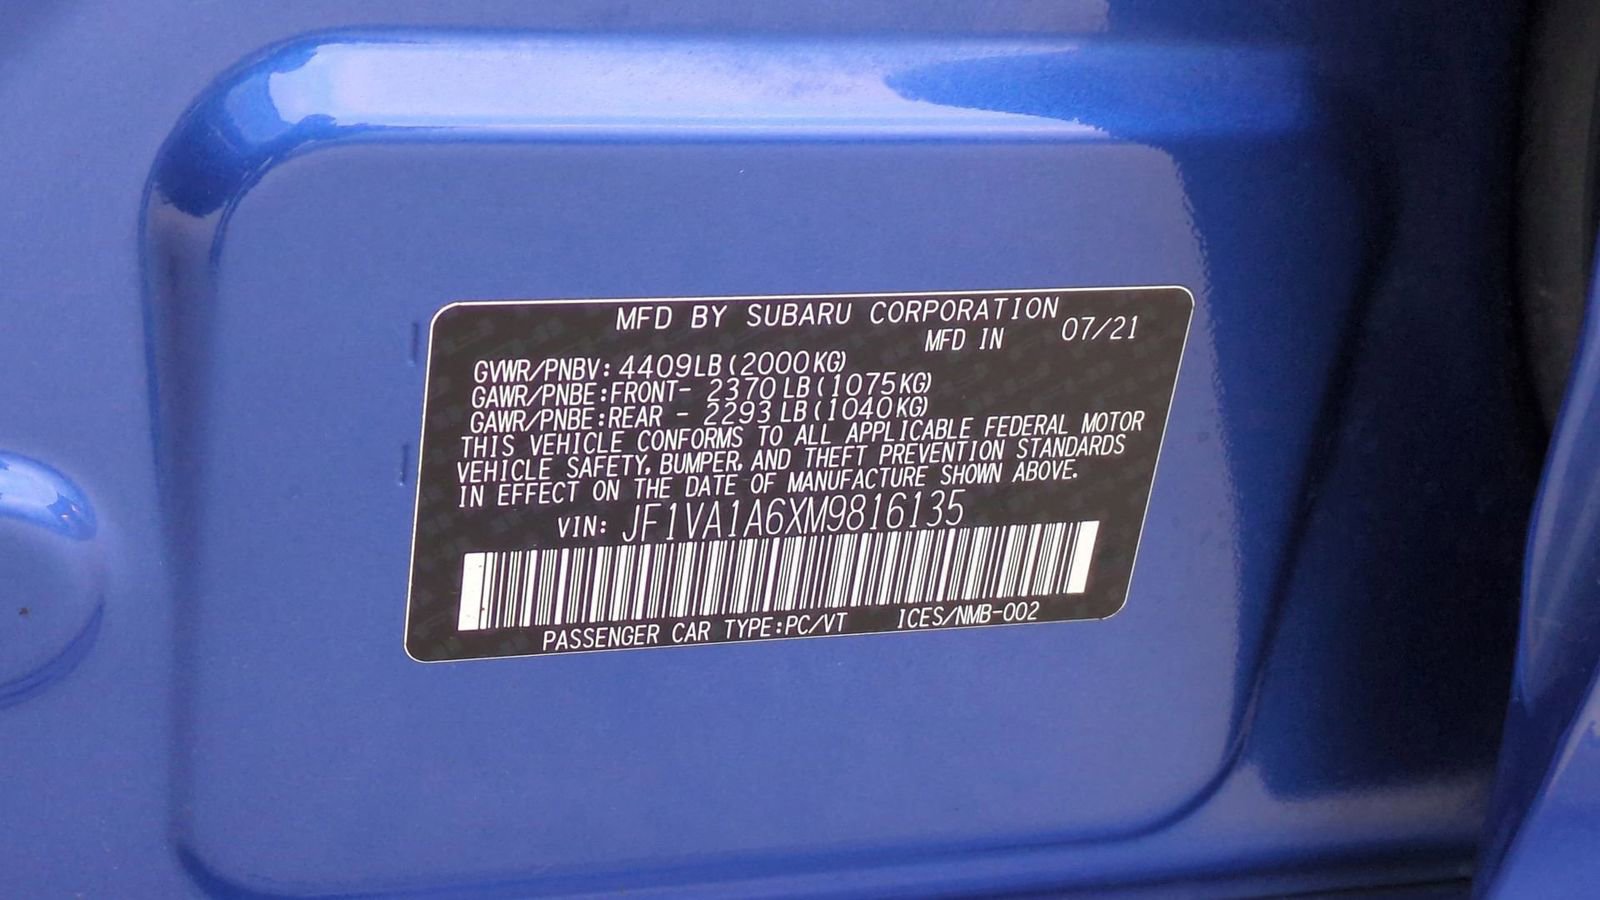 MFD BY SUBARU CORPORATION
MFD IN 07/21
GVWR/PNBV: 4409LB(2000KG)
GAWR/PNBE:FRONT- 2370LB(1075KG)
GAWR/PNBE:REAR - 2293LB(1040KG)
THIS VEHICLE CONFORMS TO ALL APPLICABLE FEDERAL MOTOR
VEHICLE SAFETY, BUMPER, AND THEFT PREVENTION STANDARDS
IN EFFECT ON THE DATE OF MANUFACTURE SHOWN ABOVE.
VIN: JF1VA1A6XM9816135
PASSENGER CAR TYPE:PC/VT ICES/NMB-002